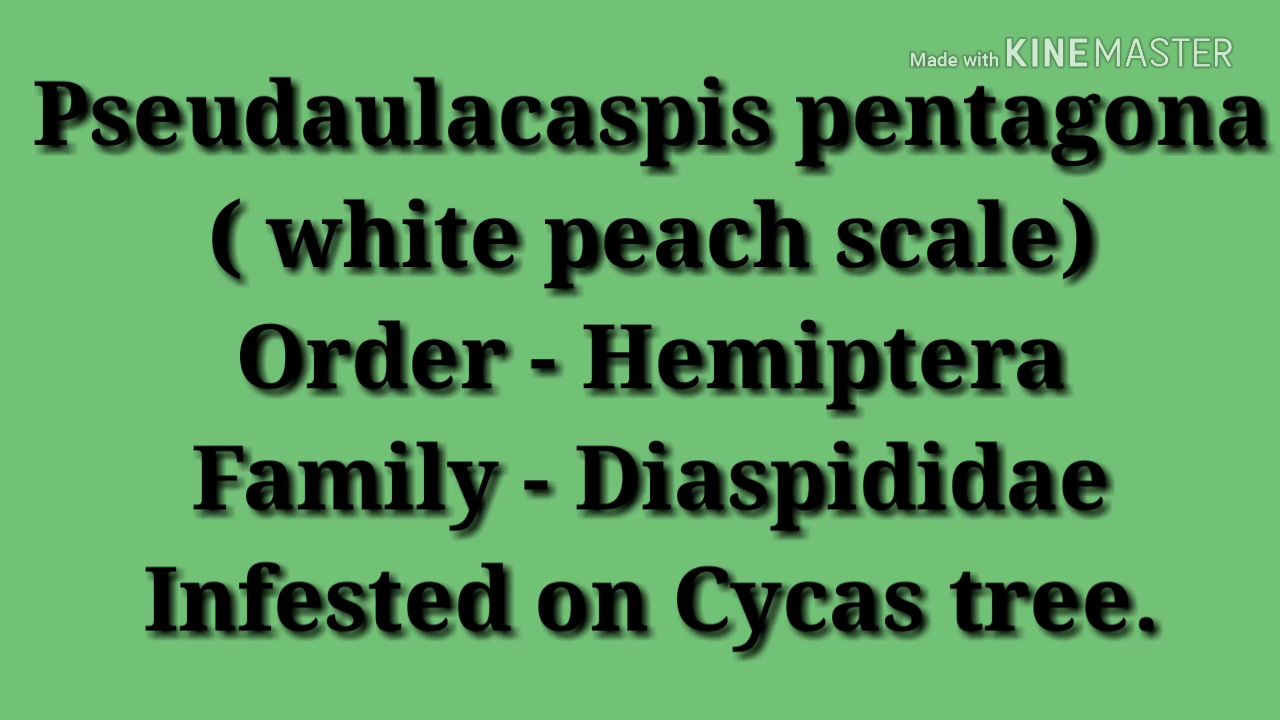 Made with KINEMASTER
Pseudaulacaspis pentagona
( white peach scale)
Order - Hemiptera
Family - Diaspididae
Infested on Cycas tree.